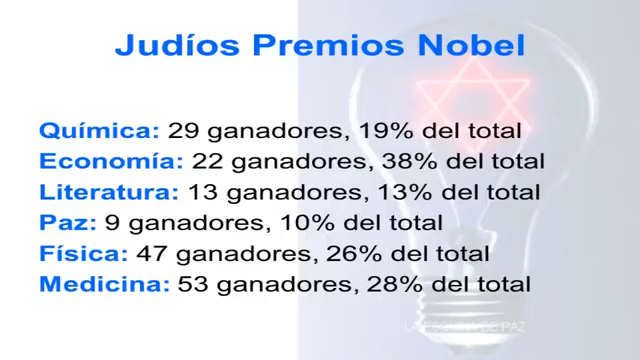 Judíos Premios Nobel
Química: 29 ganadores, 19% del total
Economía: 22 ganadores, 38% del total
Literatura: 13 ganadores, 13% del total
Paz: 9 ganadores, 10% del total
Física: 47 ganadores, 26% del total
Medicina: 53 ganadores, 28% del total
DE PAZ